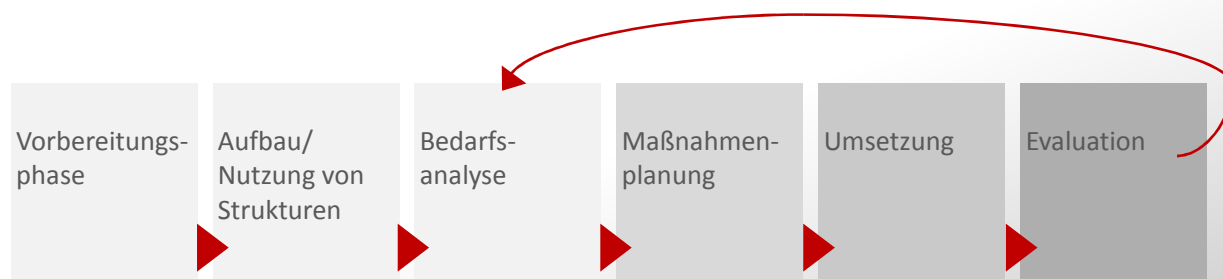 Vorbereitungs-
phase
Aufbau/
Nutzung von
Strukturen
Bedarfs-
analyse
Maßnahmen-
planung
Umsetzung
Evaluation